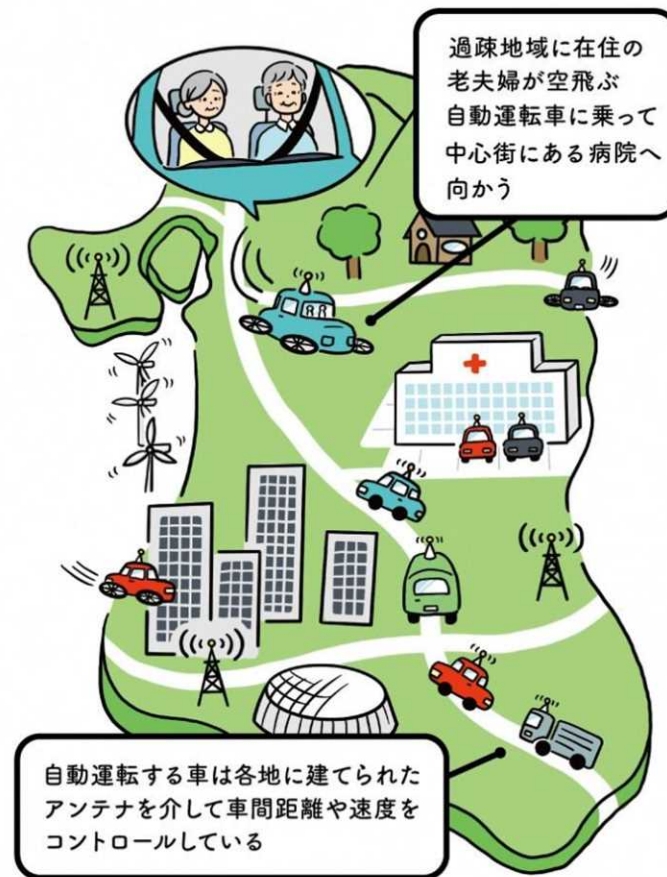 過疎地域に在住の
老夫婦が空飛ぶ
自動運転車に乗って
中心街にある病院へ
向かう
自動運転する車は各地に建てられた
アンテナを介して車間距離や速度を
コントロールしている